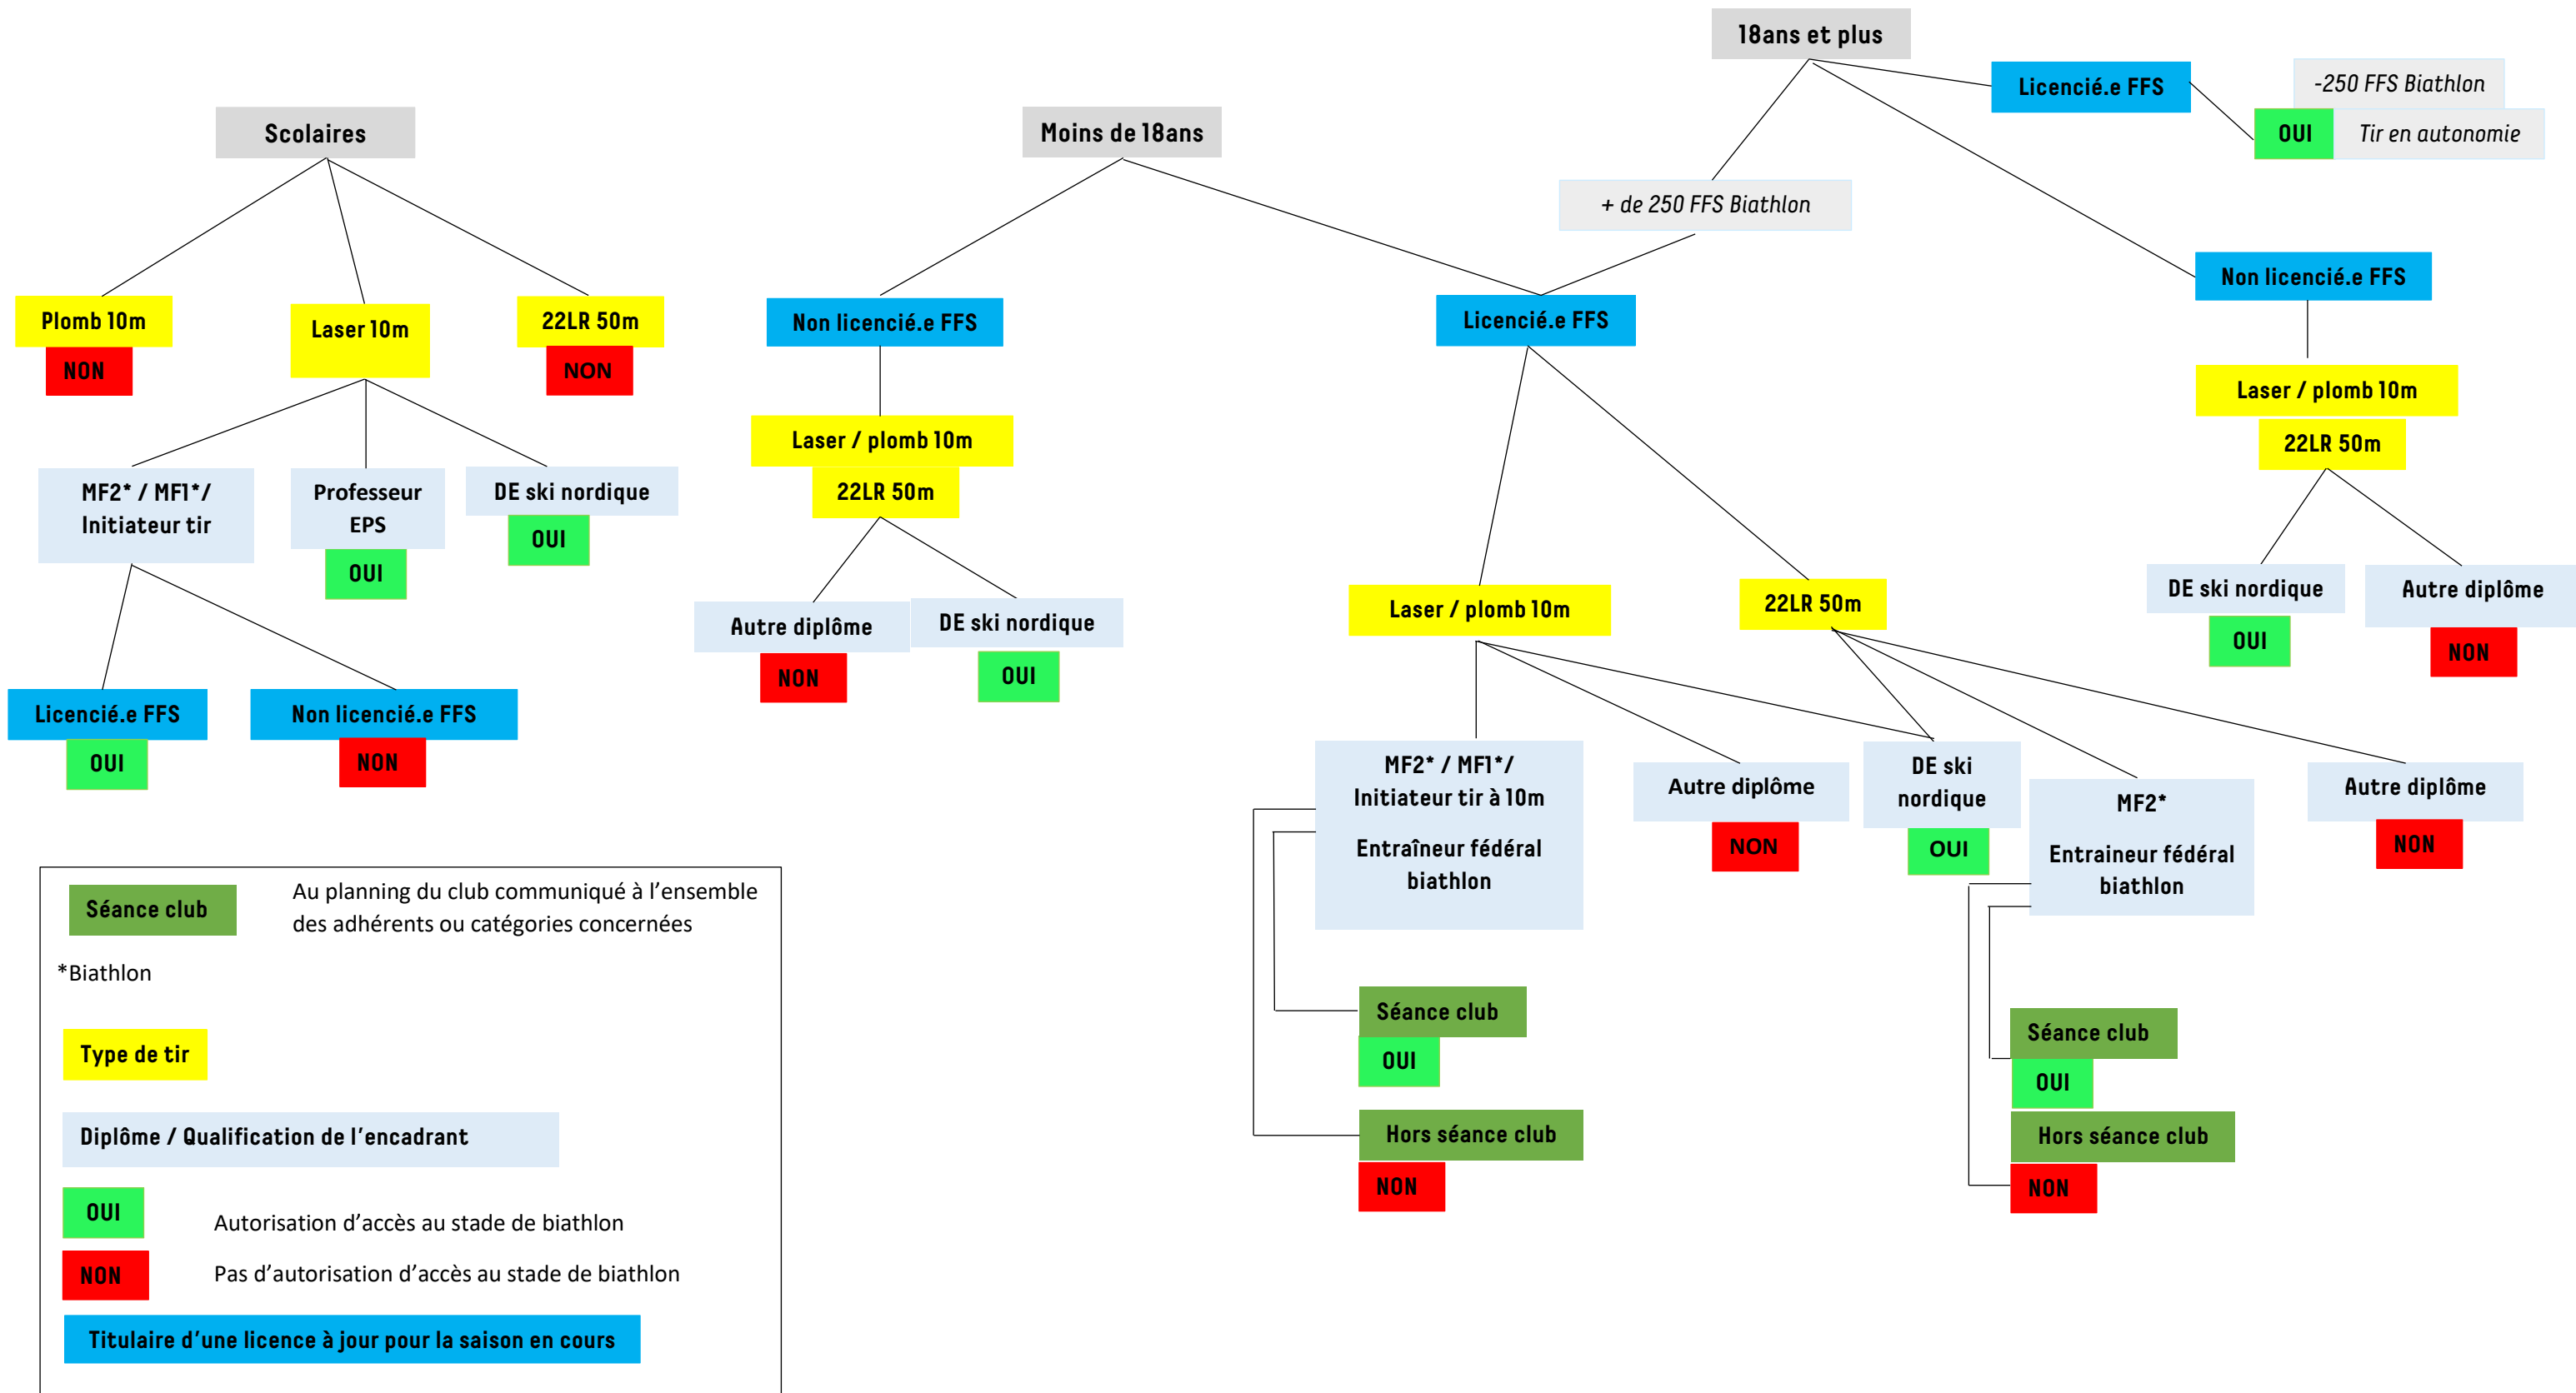 18ans et plus
Licencié.e FFS
-250 FFS Biathlon
OUI
Tir en autonomie
Scolaires
Moins de 18ans
+ de 250 FFS Biathlon
Non licencié.e FFS
Plomb 10m
NON
Laser 10m
22LR 50m
NON
Non licencié.e FFS
Licencié.e FFS
Laser / plomb 10m
22LR 50m
Laser / plomb 10m
22LR 50m
MF2* / MF1*/
Initiateur tir
Professeur
EPS
OUI
DE ski nordique
OUI
Autre diplôme
NON
DE ski nordique
OUI
Laser / plomb 10m
22LR 50m
DE ski nordique
OUI
Autre diplôme
NON
Licencié.e FFS
OUI
Non licencié.e FFS
NON
MF2* / MF1*/
Initiateur tir à 10m
Entraîneur fédéral
biathlon
Autre diplôme
NON
DE ski
nordique
OUI
MF2*
Entraineur fédéral
biathlon
Autre diplôme
NON
Séance club
OUI
Hors séance club
NON
Séance club
OUI
Hors séance club
NON
Séance club
Au planning du club communiqué à l’ensemble
des adhérents ou catégories concernées
*Biathlon
Type de tir
Diplôme / Qualification de l’encadrant
OUI
Autorisation d’accès au stade de biathlon
NON
Pas d’autorisation d’accès au stade de biathlon
Titulaire d’une licence à jour pour la saison en cours